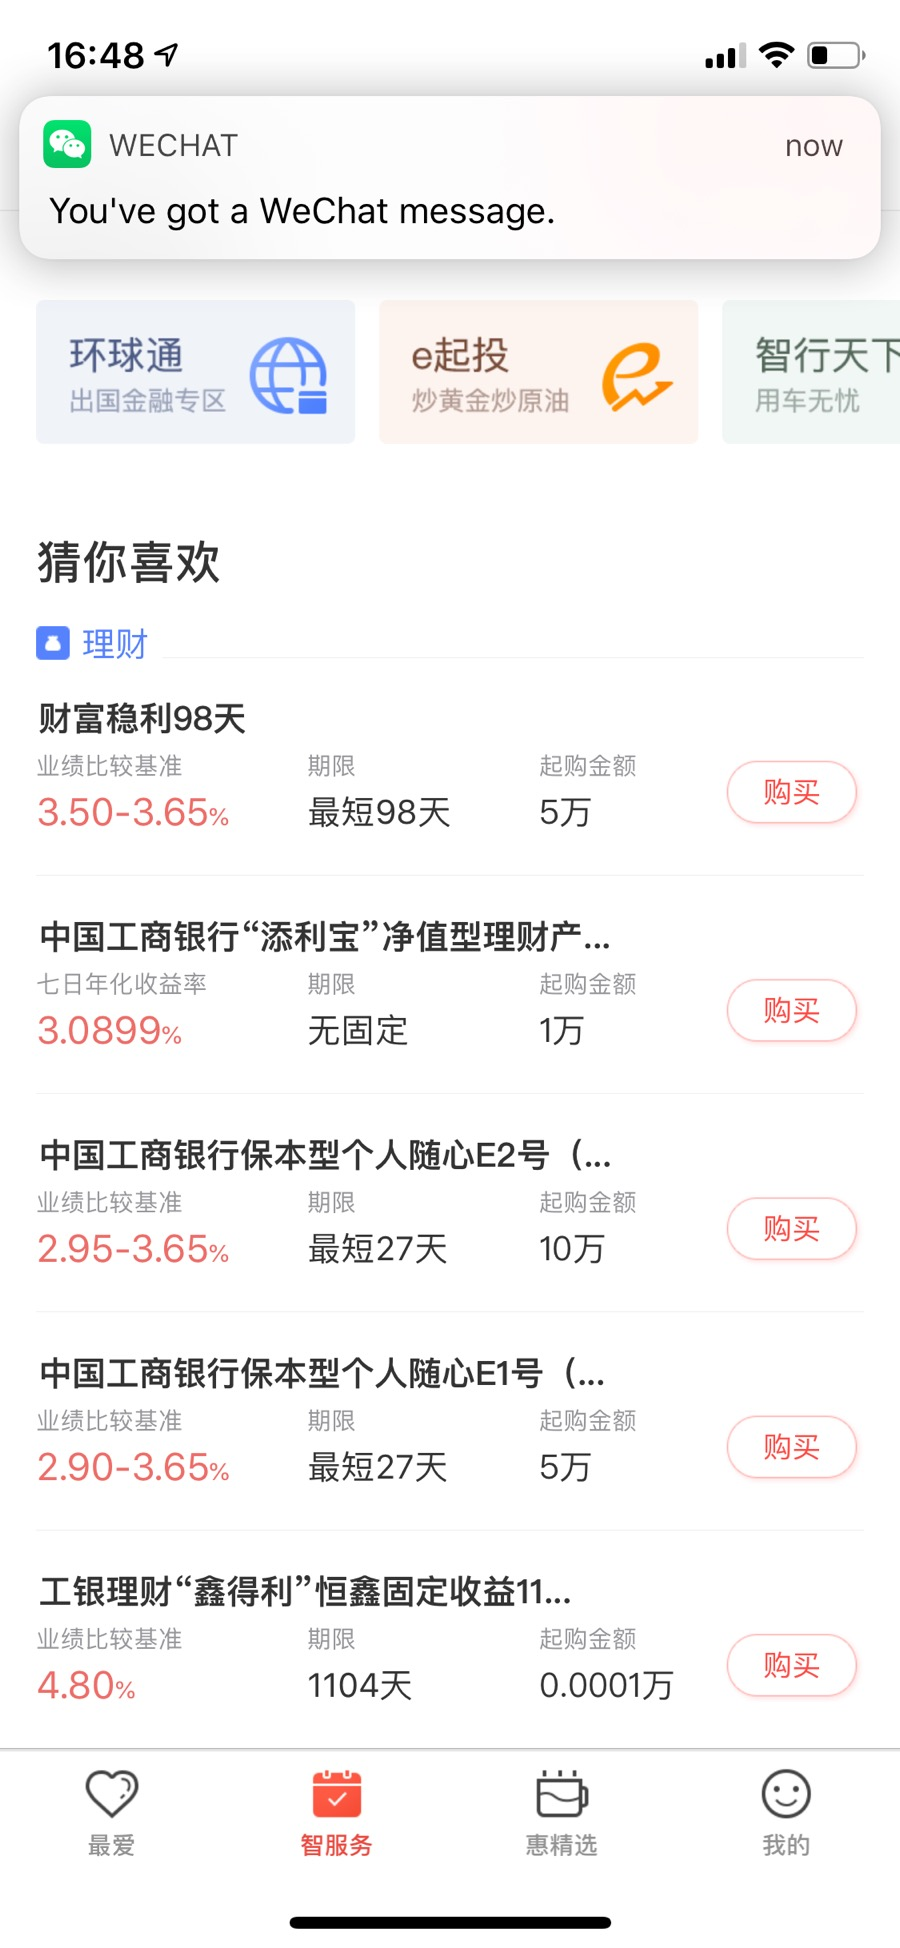 16:48
WECHAT
now
You've got a WeChat message.
环球通
出国金融专区
e起投
炒黄金炒原油
智行天下
用车无忧
猜你喜欢
理财
财富稳利98天
业绩比较基准 期限 起购金额
3.50-3.65% 最短98天 5万
购买
中国工商银行“添利宝”净值型理财产...
七日年化收益率 期限 起购金额
3.0899% 无固定 1万
购买
中国工商银行保本型个人随心E2号（...
业绩比较基准 期限 起购金额
2.95-3.65% 最短27天 10万
购买
中国工商银行保本型个人随心E1号（...
业绩比较基准 期限 起购金额
2.90-3.65% 最短27天 5万
购买
工银理财“鑫得利”恒鑫固定收益11...
业绩比较基准 期限 起购金额
4.80% 1104天 0.0001万
购买
最爱 智服务 惠精选 我的